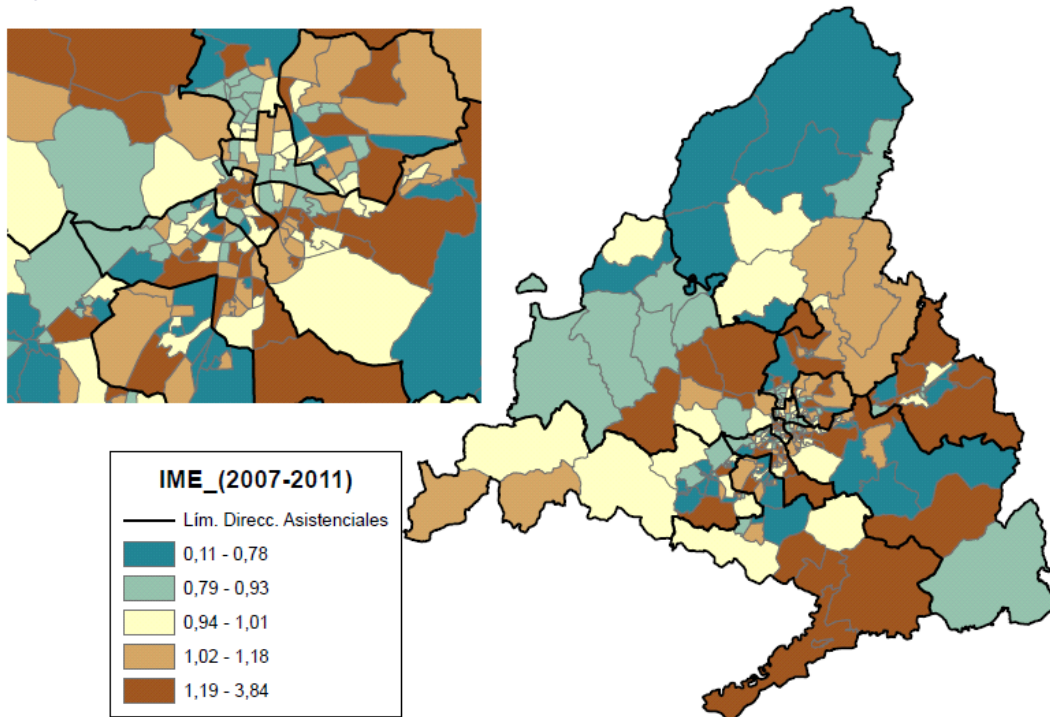 IME_(2007-2011)
Lím. Direcc. Asistenciales
0,11 - 0,78
0,79 - 0,93
0,94 - 1,01
1,02 - 1,18
1,19 - 3,84